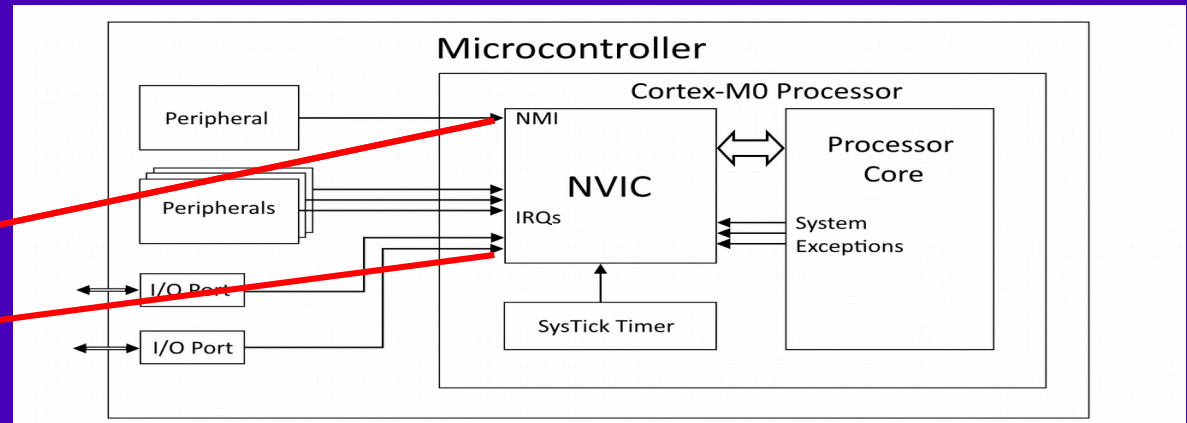 Microcontroller
Cortex-M0 Processor
Peripheral
NMI
Processor
Core
NVIC
Peripherals
IRQs
System
Exceptions
I/O Port
SysTick Timer
I/O Port